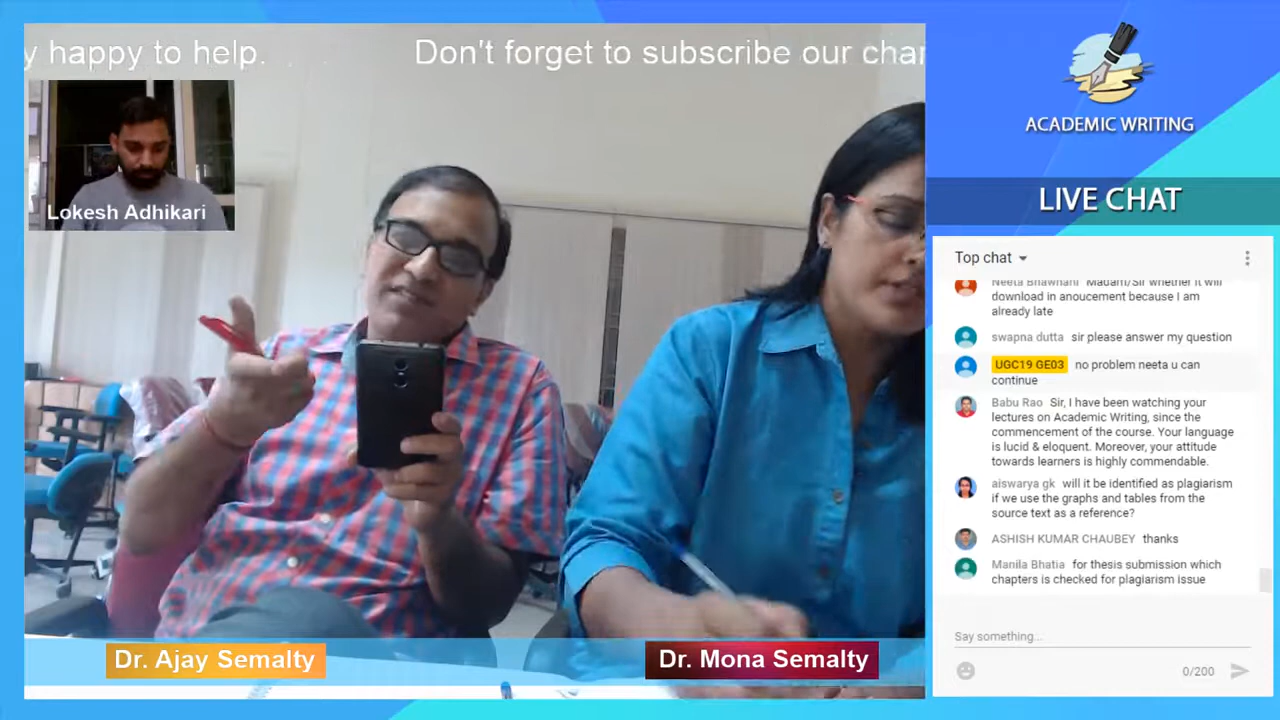 y happy to help.
Don't forget to subscribe our chan
Lokesh Adhikari
Dr. Ajay Semalty
Dr. Mona Semalty
ACADEMIC WRITING
LIVE CHAT
Top chat
Neeta Bhawnani Madam/Sir whether it will
download in anoucement because I am
already late
swapna dutta sir please answer my question
UGC19 GE03 no problem neeta u can
continue
Babu Rao Sir, I have been watching your
lectures on Academic Writing, since the
commencement of the course. Your language
is lucid & eloquent. Moreover, your attitude
towards learners is highly commendable.
aiswarya gk will it be identified as plagiarism
if we use the graphs and tables from the
source text as a reference?
ASHISH KUMAR CHAUBEY thanks
Manila Bhatia for thesis submission which
chapters is checked for plagiarism issue
Say something...
0/200